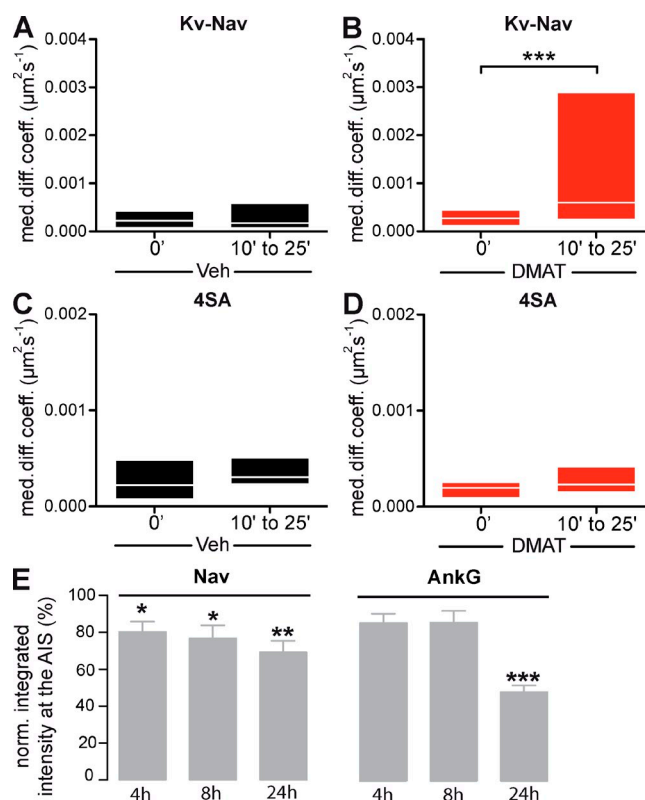 A
Kv-Nav
med. diff. coeff. (µm².s⁻¹)
0.004
0.003
0.002
0.001
0.000
0'
10' to 25'
Veh
B
Kv-Nav
***
med. diff. coeff. (µm².s⁻¹)
0.004
0.003
0.002
0.001
0.000
0'
10' to 25'
DMAT
C
4SA
med. diff. coeff. (µm².s⁻¹)
0.002
0.001
0.000
0'
10' to 25'
Veh
D
4SA
med. diff. coeff. (µm².s⁻¹)
0.002
0.001
0.000
0'
10' to 25'
DMAT
E
Nav
norm. integrated
intensity at the AIS (%)
100
80
60
40
20
0
*
*
**
4h
8h
24h
AnkG
***
4h
8h
24h